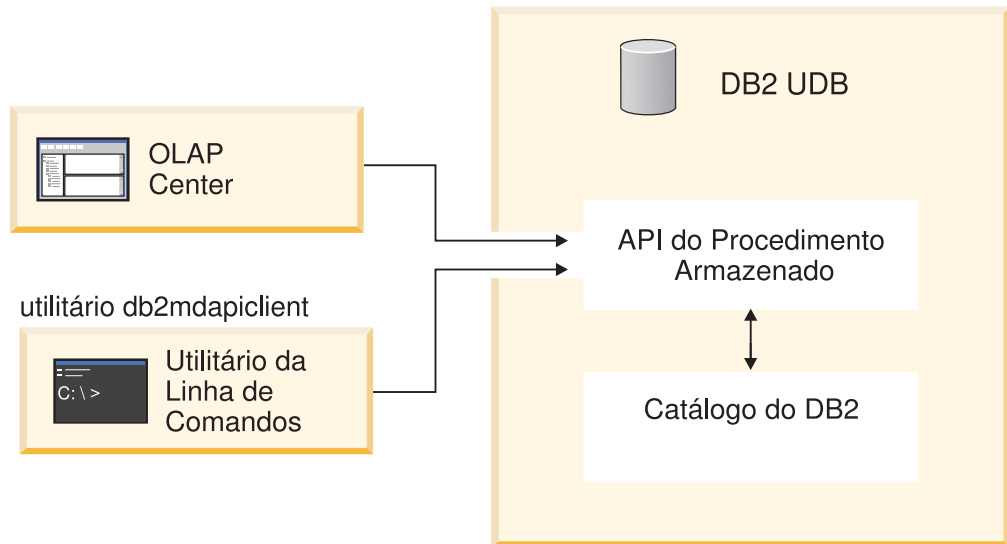 DB2 UDB
OLAP
Center
API do Procedimento
Armazenado
utilitário db2mdapiclient
Utilitário da
Linha de
Comandos
C: \ >
Catálogo do DB2